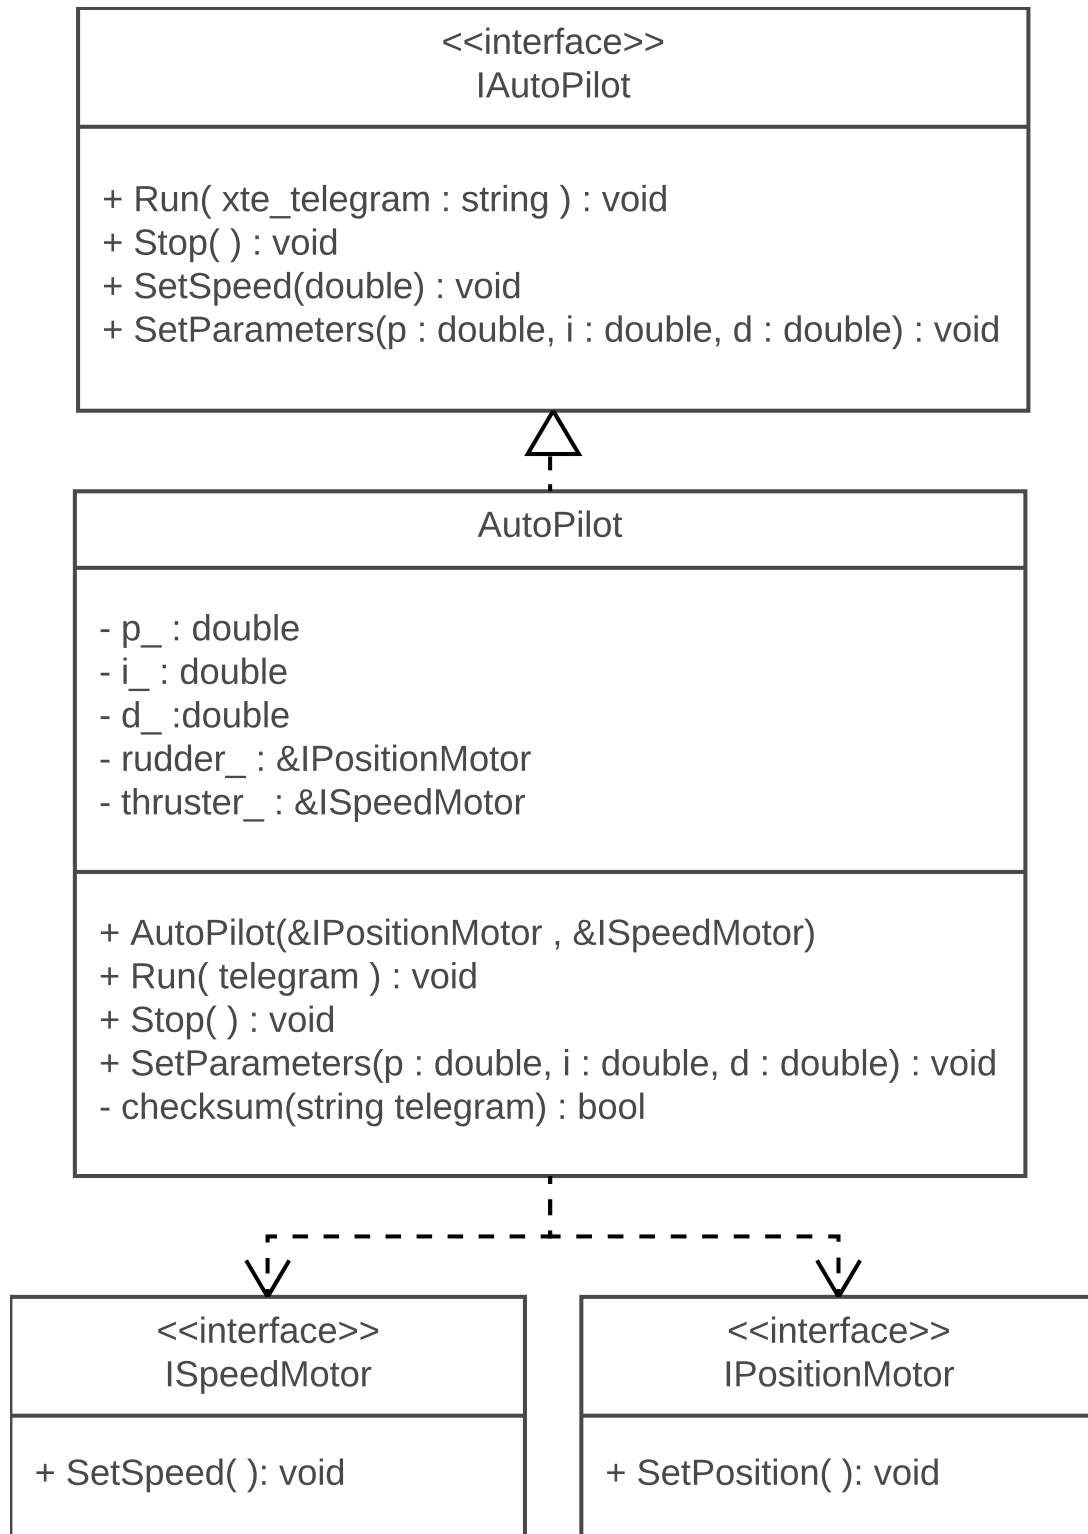 <<interface>>
IAutoPilot
+ Run( xte_telegram : string ) : void
+ Stop( ) : void
+ SetSpeed(double) : void
+ SetParameters(p : double, i : double, d : double) : void
AutoPilot
- p_ : double
- i_ : double
- d_ :double
- rudder_ : &IPositionMotor
- thruster_ : &ISpeedMotor
+ AutoPilot(&IPositionMotor , &ISpeedMotor)
+ Run( telegram ) : void
+ Stop( ) : void
+ SetParameters(p : double, i : double, d : double) : void
- checksum(string telegram) : bool
<<interface>>
ISpeedMotor
+ SetSpeed( ): void
<<interface>>
IPositionMotor
+ SetPosition( ): void